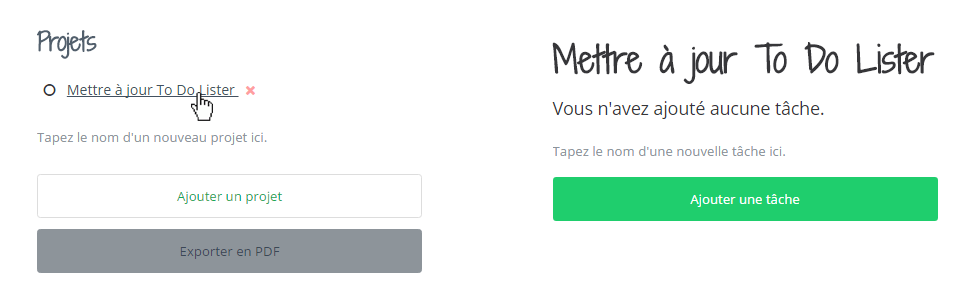 Projets
Mettre à jour To Do Lister
Tapez le nom d'un nouveau projet ici.
Ajouter un projet
Exporter en PDF
Mettre à jour To Do Lister
Vous n'avez ajouté aucune tâche.
Tapez le nom d'une nouvelle tâche ici.
Ajouter une tâche